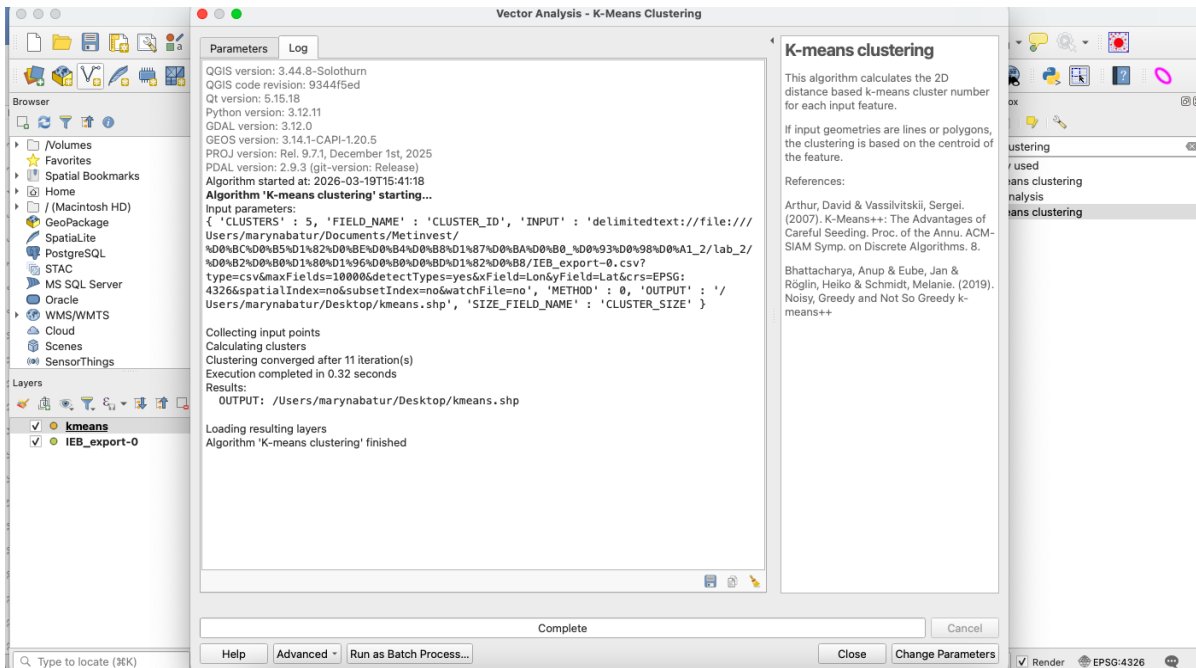 Vector Analysis - K-Means Clustering
Browser
/Volumes
Favorites
Spatial Bookmarks
Home
/ (Macintosh HD)
GeoPackage
SpatiaLite
PostgreSQL
STAC
MS SQL Server
Oracle
WMS/WMTS
Cloud
Scenes
SensorThings
Layers
kmeans
IEB_export-0
Type to locate (⌘K)
Parameters
Log
QGIS version: 3.44.8-Solothurn
QGIS code revision: 9344f5ed
Qt version: 5.15.18
Python version: 3.12.11
GDAL version: 3.12.0
GEOS version: 3.14.1-CAPI-1.20.5
PROJ version: Rel. 9.7.1, December 1st, 2025
PDAL version: 2.9.3 (git-version: Release)
Algorithm started at: 2026-03-19T15:41:18
Algorithm 'K-means clustering' starting...
Input parameters:
{ 'CLUSTERS' : 5, 'FIELD_NAME' : 'CLUSTER_ID', 'INPUT' : 'delimitedtext://file:///
Users/marynabatur/Documents/Metinvest/
%D0%BC%D0%B5%D1%82%D0%BE%D0%B4%D0%B8%D1%87%D0%BA%D0%B0_%D0%93%D0%98%D0%A1_2/lab_2/
%D0%B2%D0%B0%D1%80%D1%96%D0%B0%D0%BD%D1%82%D0%B8/IEB_export-0.csv?
type=csv&maxFields=10000&detectTypes=yes&xField=Lon&yField=Lat&crs=EPSG:
4326&spatialIndex=no&subsetIndex=no&watchFile=no', 'METHOD' : 0, 'OUTPUT' : '/
Users/marynabatur/Desktop/kmeans.shp', 'SIZE_FIELD_NAME' : 'CLUSTER_SIZE' }
Collecting input points
Calculating clusters
Clustering converged after 11 iteration(s)
Execution completed in 0.32 seconds
Results:
OUTPUT: /Users/marynabatur/Desktop/kmeans.shp
Loading resulting layers
Algorithm 'K-means clustering' finished
Complete
Cancel
Help
Advanced
Run as Batch Process...
Close
Change Parameters
K-means clustering
This algorithm calculates the 2D
distance based k-means cluster number
for each input feature.
If input geometries are lines or polygons,
the clustering is based on the centroid of
the feature.
References:
Arthur, David & Vassilvitskii, Sergei.
(2007). K-Means++: The Advantages of
Careful Seeding. Proc. of the Annu. ACM-
SIAM Symp. on Discrete Algorithms. 8.
Bhattacharya, Anup & Eube, Jan &
Röglin, Heiko & Schmidt, Melanie. (2019).
Noisy, Greedy and Not So Greedy k-
means++
ox
ustering
used
eans clustering
nalysis
eans clustering
Render
EPSG:4326